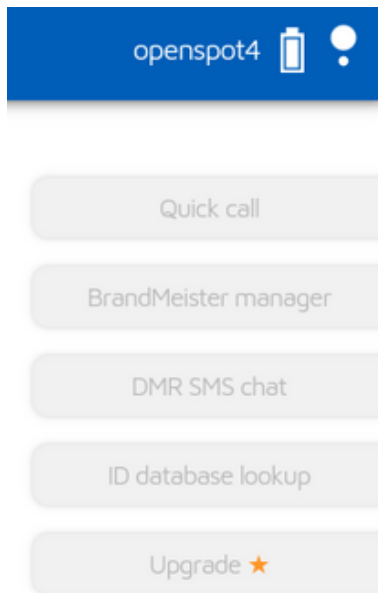 openspot4
Quick call
BrandMeister manager
DMR SMS chat
ID database lookup
Upgrade ★